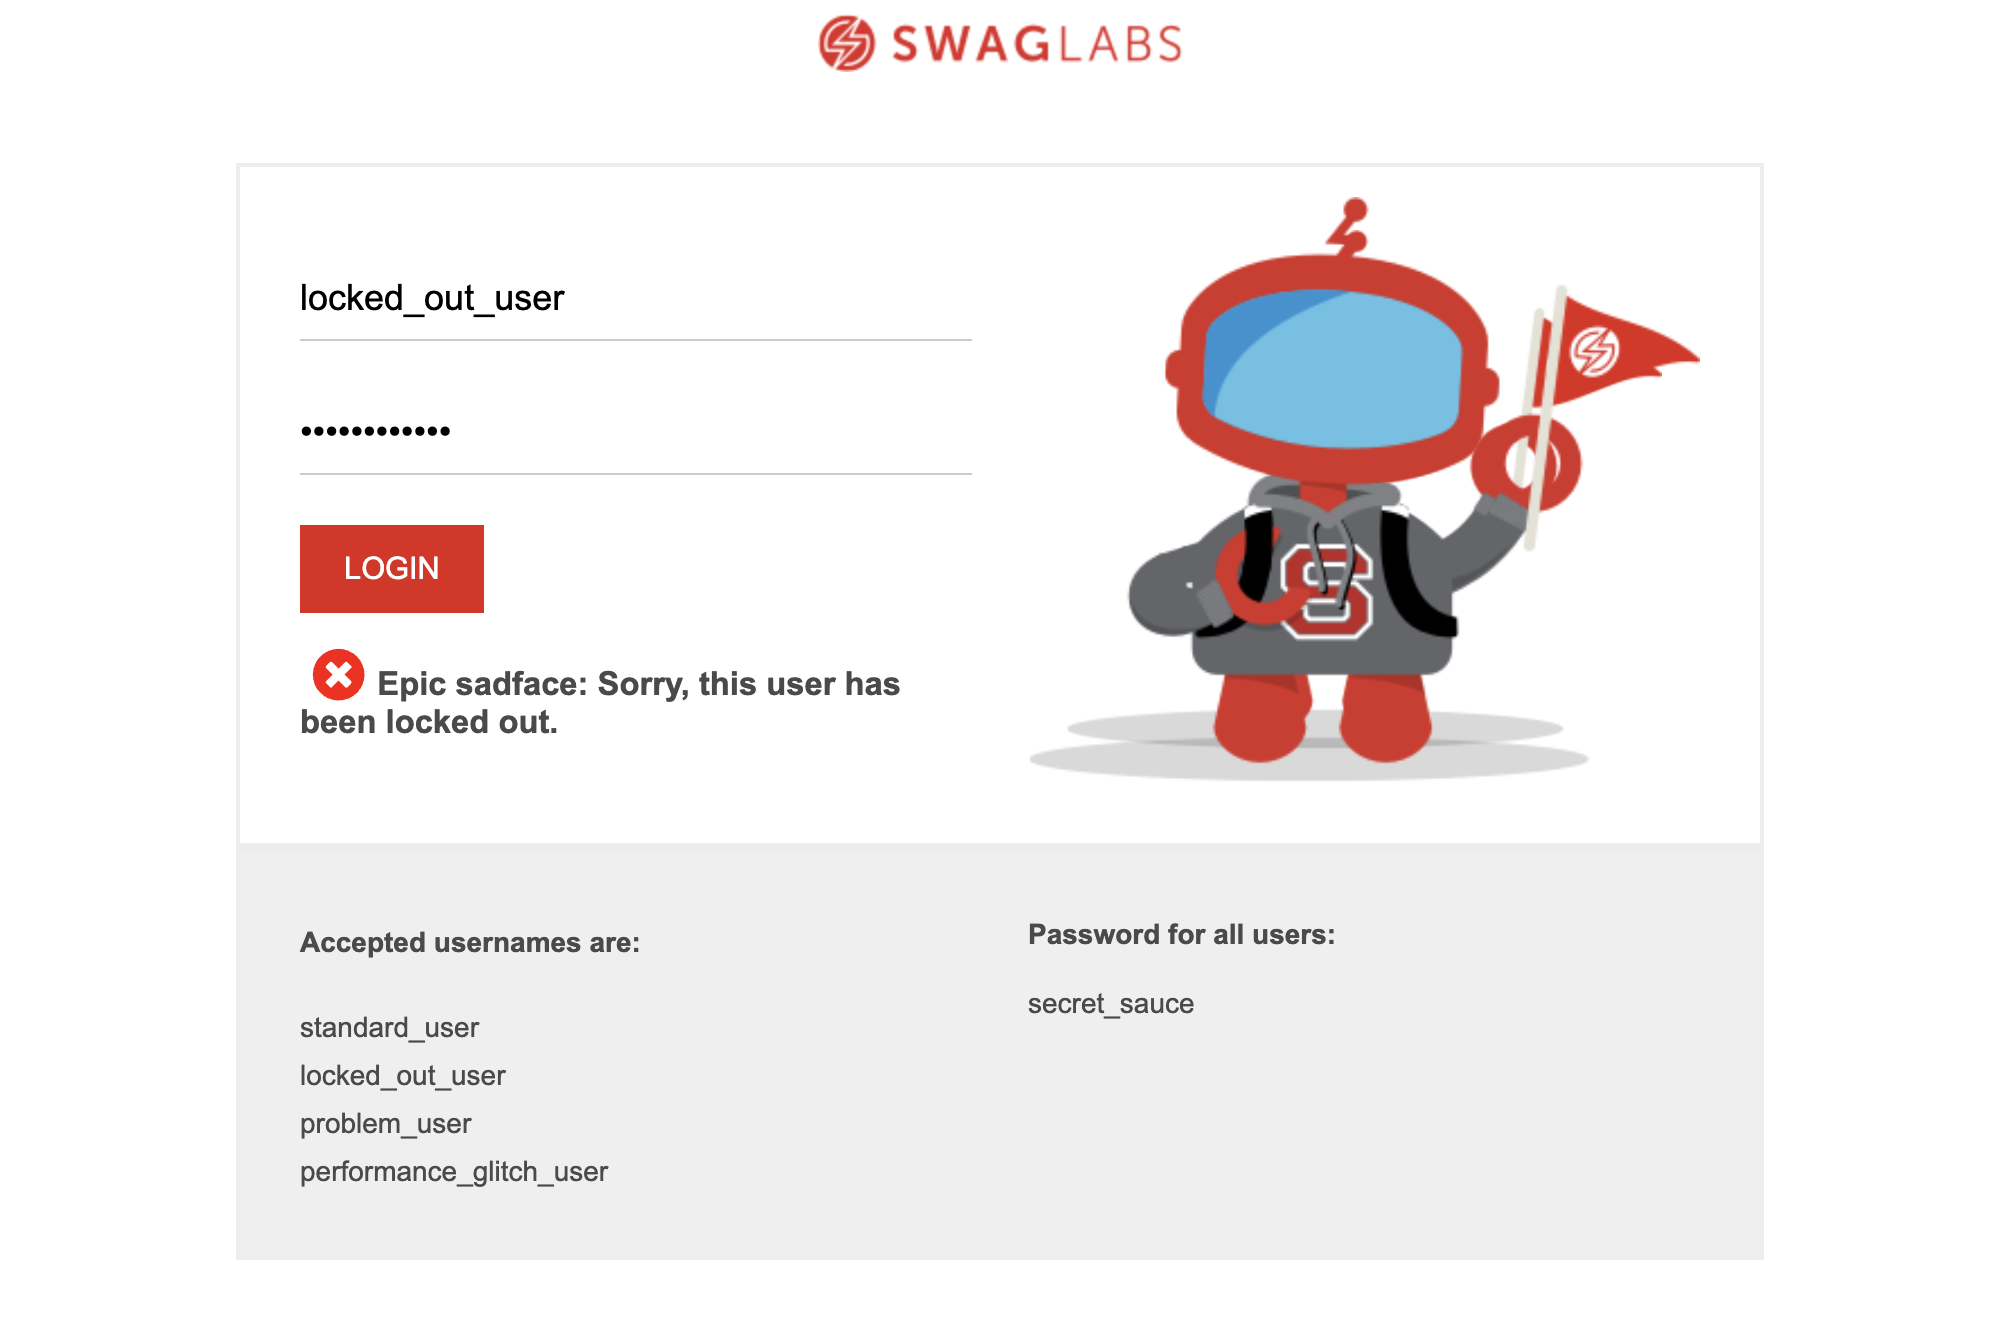 SWAGLABS
locked_out_user
••••••••••••
LOGIN
Epic sadface: Sorry, this user has
been locked out.
S
Accepted usernames are:
standard_user
locked_out_user
problem_user
performance_glitch_user
Password for all users:
secret_sauce